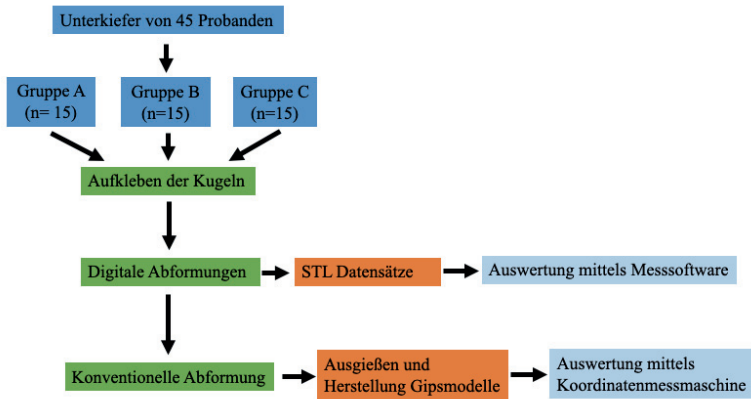 Unterkiefer von 45 Probanden
Gruppe A
(n= 15)
Gruppe B
(n=15)
Gruppe C
(n=15)
Aufkleben der Kugeln
Digitale Abformungen
STL Datensätze
Auswertung mittels Messsoftware
Konventionelle Abformung
Ausgießen und
Herstellung Gipsmodelle
Auswertung mittels
Koordinatenmessmaschine